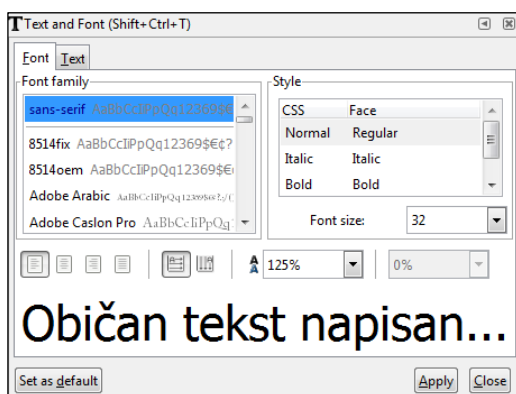 Text and Font (Shift+Ctrl+T)
Font Text
Font family
sans-serif AaBbCcIiPpQq12369$€
8514fix AaBbCcIiPpQq12369$€¢?
8514oem AaBbCcIiPpQq12369$€
Adobe Arabic AaBbCcIiPpQq12369$€¢?.;/(
Adobe Caslon Pro AaBbCcIiPpQq
Style
CSS Face
Normal Regular
Italic Italic
Bold Bold
Font size: 32
125% 0%
Običan tekst napisan...
Set as default Apply Close